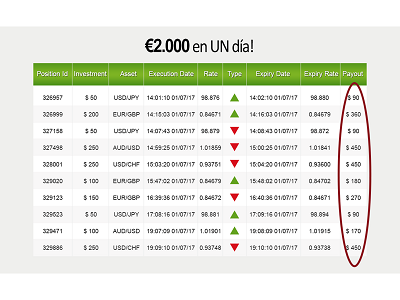 €2.000 en UN día!
Position Id Investment Asset Execution Date Rate Type Expiry Date Expiry Rate Payout
326957 $ 50 USD/JPY 14:01:10 01/07/17 98.876 14:02:10 01/07/17 98.880 $ 90
326999 $ 200 EUR/GBP 14:15:03 01/07/17 0.84671 14:16:03 01/07/17 0.84679 $ 360
327158 $ 50 USD/JPY 14:07:43 01/07/17 98.879 14:08:43 01/07/17 98.872 $ 90
327498 $ 250 AUD/USD 14:59:25 01/07/17 1.01859 15:00:25 01/07/17 1.01841 $ 450
328001 $ 250 USD/CHF 15:03:20 01/07/17 0.93751 15:04:20 01/07/17 0.93600 $ 450
329020 $ 100 EUR/GBP 15:47:02 01/07/17 0.84679 15:48:02 01/07/17 0.84702 $ 180
329123 $ 150 EUR/GBP 16:39:36 01/07/17 0.84672 16:40:36 01/07/17 0.84671 $ 270
329523 $ 50 USD/JPY 17:08:16 01/07/17 98.881 17:09:16 01/07/17 98.894 $ 90
329471 $ 100 AUD/USD 19:07:09 01/07/17 1.01901 19:08:09 01/07/17 1.01915 $ 170
329886 $ 250 USD/CHF 19:09:10 01/07/17 0.93748 19:10:10 01/07/17 0.93738 $ 450